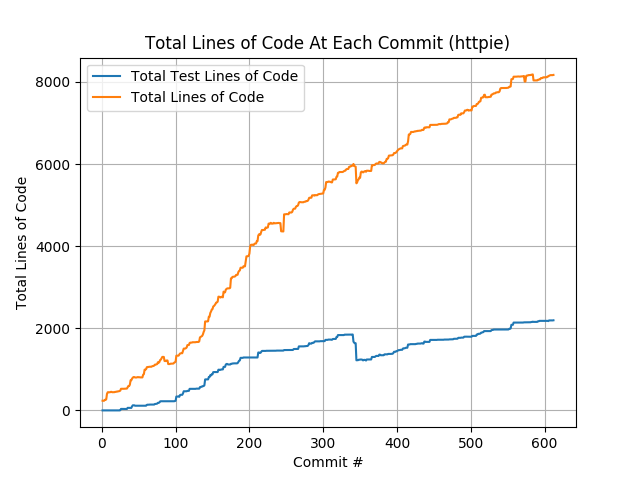 Total Lines of Code At Each Commit (httpie)
Total Test Lines of Code
Total Lines of Code
Total Lines of Code
8000
6000
4000
2000
0
0 100 200 300 400 500 600
Commit #